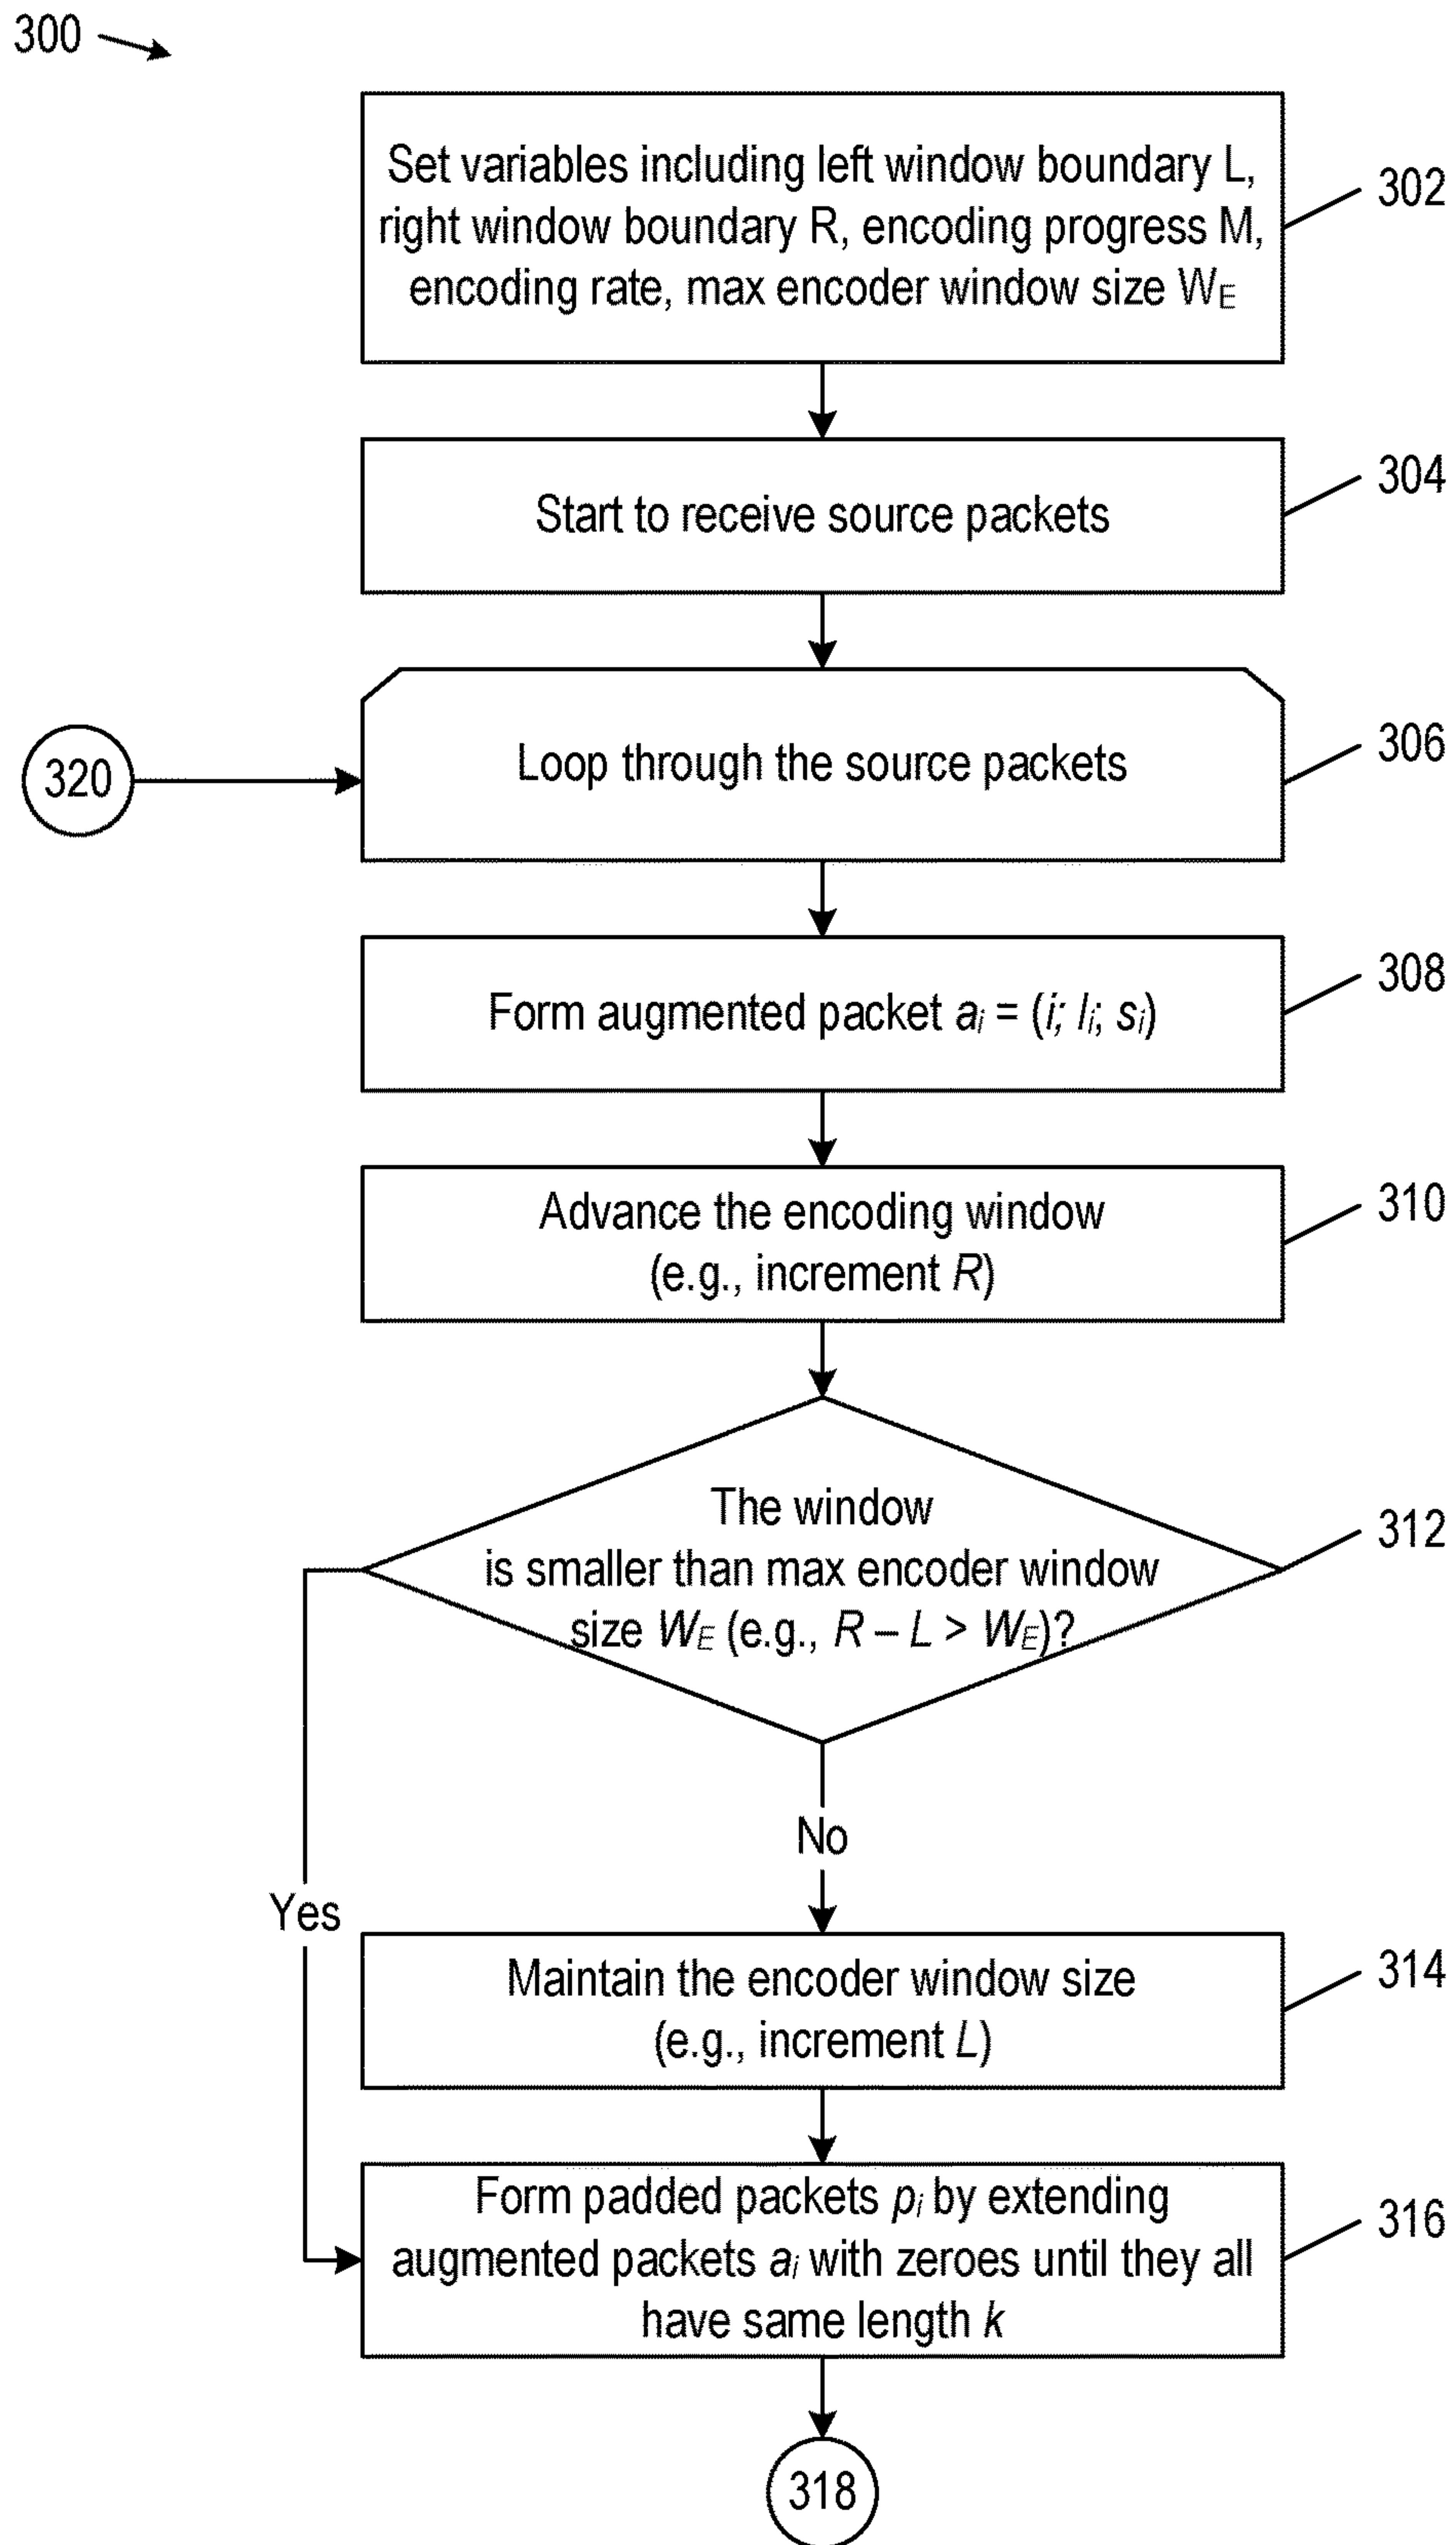 300
Set variables including left window boundary L,
right window boundary R, encoding progress M,
encoding rate, max encoder window size WE
302
Start to receive source packets
304
Loop through the source packets
306
320
Form augmented packet ai = (i; li; si)
308
Advance the encoding window
(e.g., increment R)
310
The window
is smaller than max encoder window
size WE (e.g., R – L > WE)?
312
No
Yes
Maintain the encoder window size
(e.g., increment L)
314
Form padded packets pi by extending
augmented packets ai with zeroes until they all
have same length k
316
318